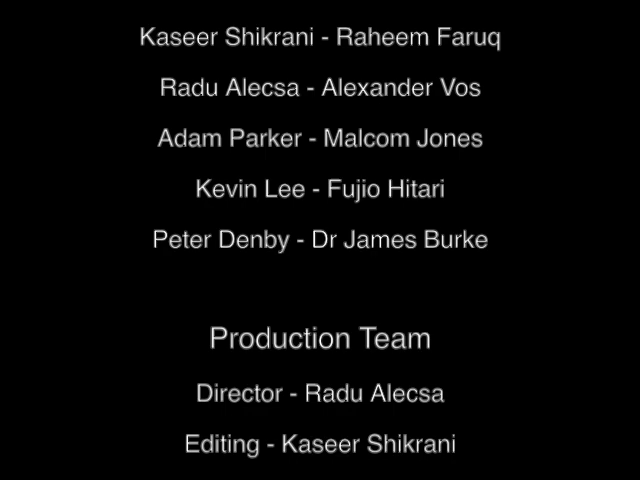 Kaseer Shikrani - Raheem Faruq
Radu Alecsa - Alexander Vos
Adam Parker - Malcom Jones
Kevin Lee - Fujio Hitari
Peter Denby - Dr James Burke
Production Team
Director - Radu Alecsa
Editing - Kaseer Shikrani